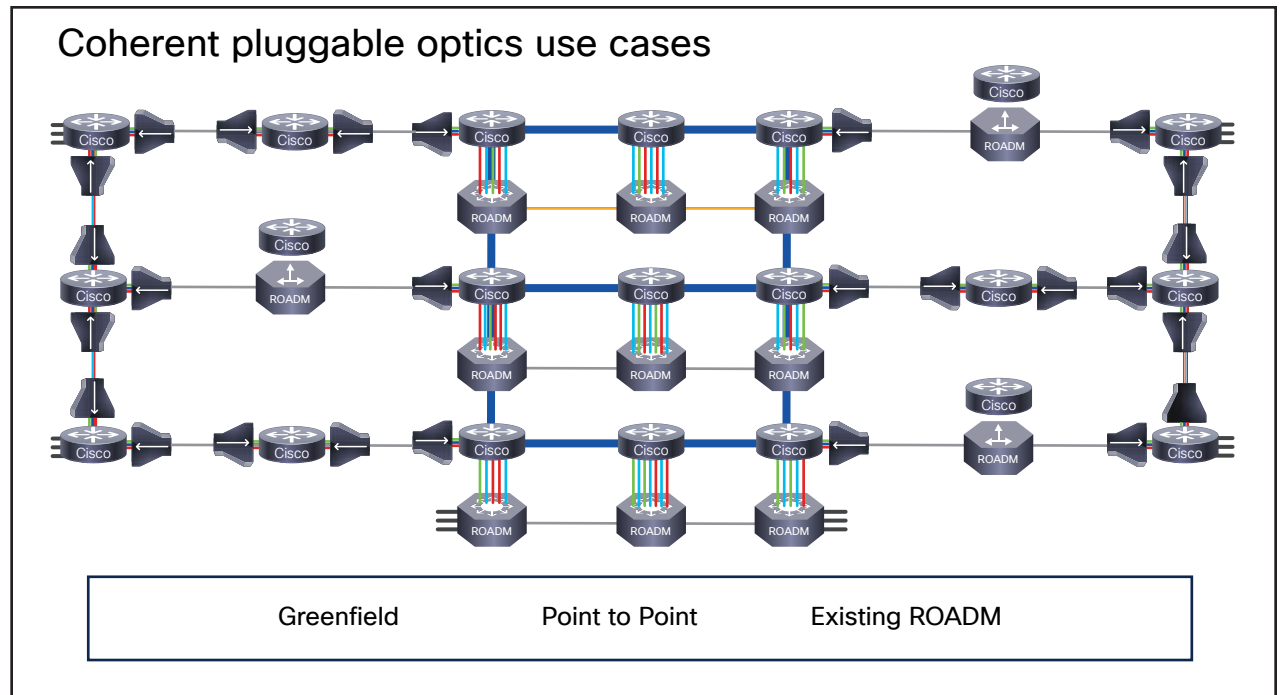 Coherent pluggable optics use cases
Cisco
Cisco Cisco Cisco Cisco Cisco Cisco
ROADM
ROADM ROADM ROADM
Cisco
Cisco Cisco Cisco Cisco Cisco Cisco
ROADM
ROADM ROADM ROADM
Cisco
Cisco Cisco Cisco Cisco Cisco Cisco
ROADM
ROADM ROADM ROADM
Greenfield Point to Point Existing ROADM